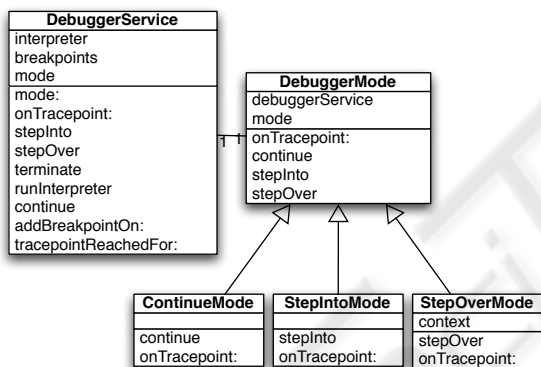 DebuggerService
interpreter
breakpoints
mode
mode:
onTracepoint:
stepInto
stepOver
terminate
runInterpreter
continue
addBreakpointOn:
tracepointReachedFor:
1 1
DebuggerMode
debuggerService
mode
onTracepoint:
continue
stepInto
stepOver
ContinueMode
continue
onTracepoint:
StepIntoMode
stepInto
onTracepoint:
StepOverMode
context
stepOver
onTracepoint: